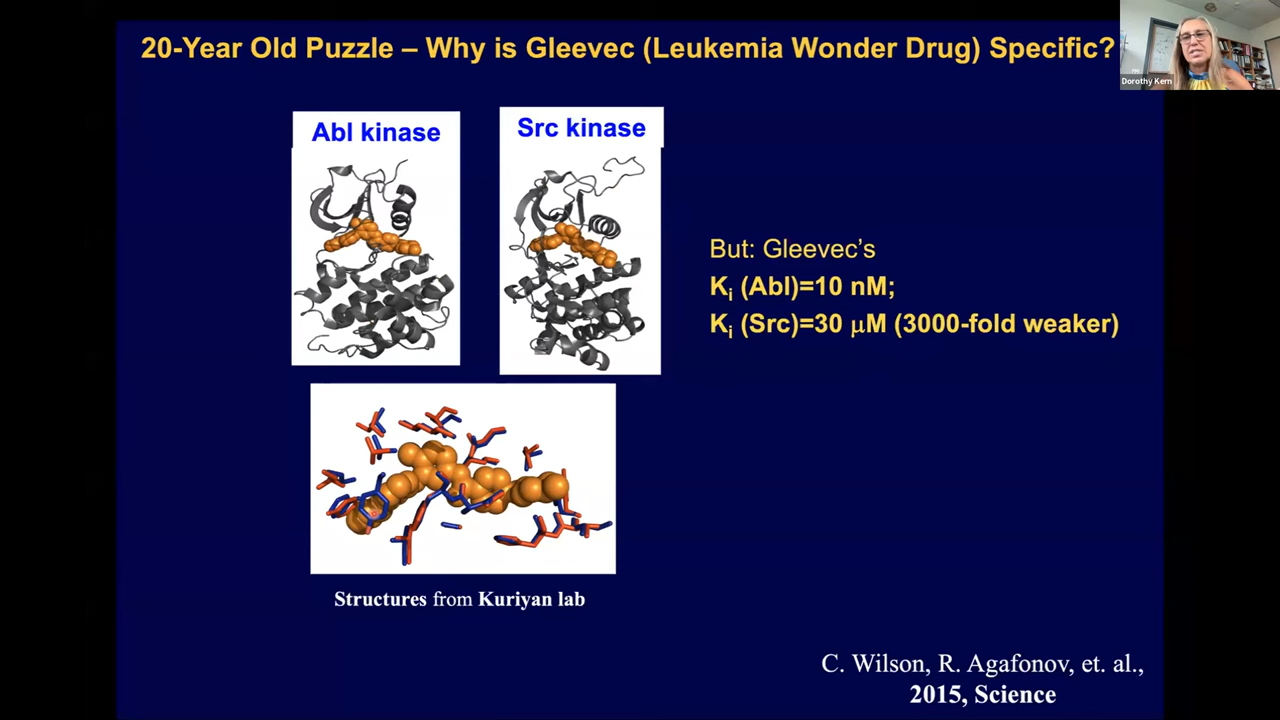 20-Year Old Puzzle – Why is Gleevec (Leukemia Wonder Drug) Specific?
Dorothy Kern
Abl kinase
Src kinase
But: Gleevec’s
Ki (Abl)=10 nM;
Ki (Src)=30 μM (3000-fold weaker)
Structures from Kuriyan lab
C. Wilson, R. Agafonov, et. al.,
2015, Science